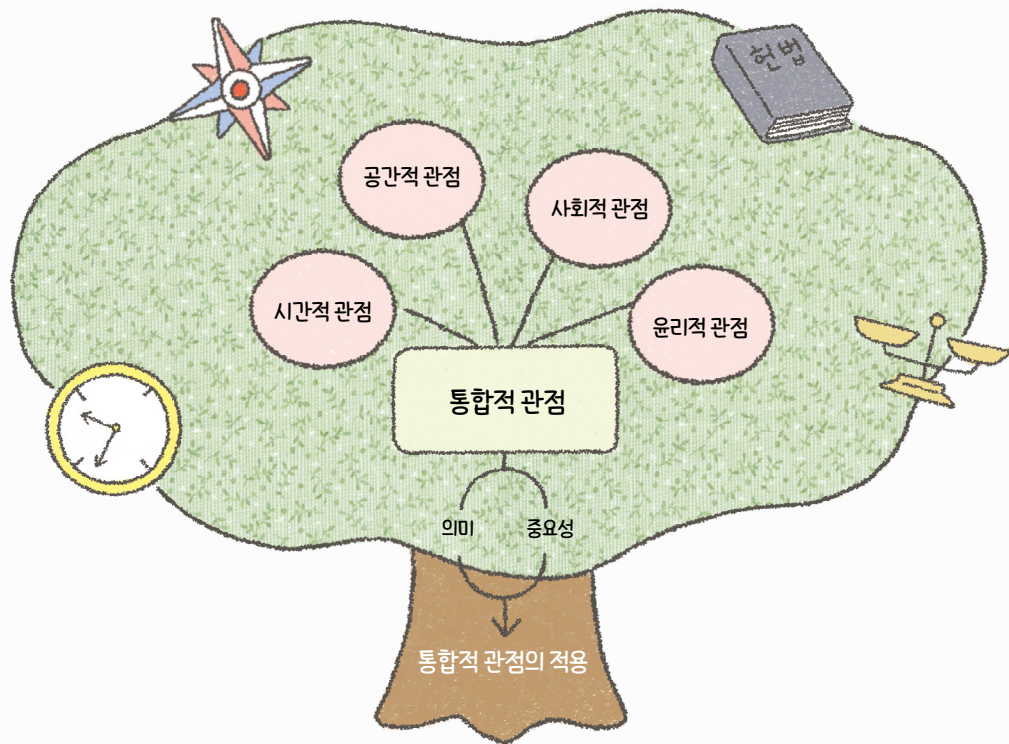 헌법
공간적 관점
사회적 관점
시간적 관점
윤리적 관점
통합적 관점
의미
중요성
통합적 관점의 적용